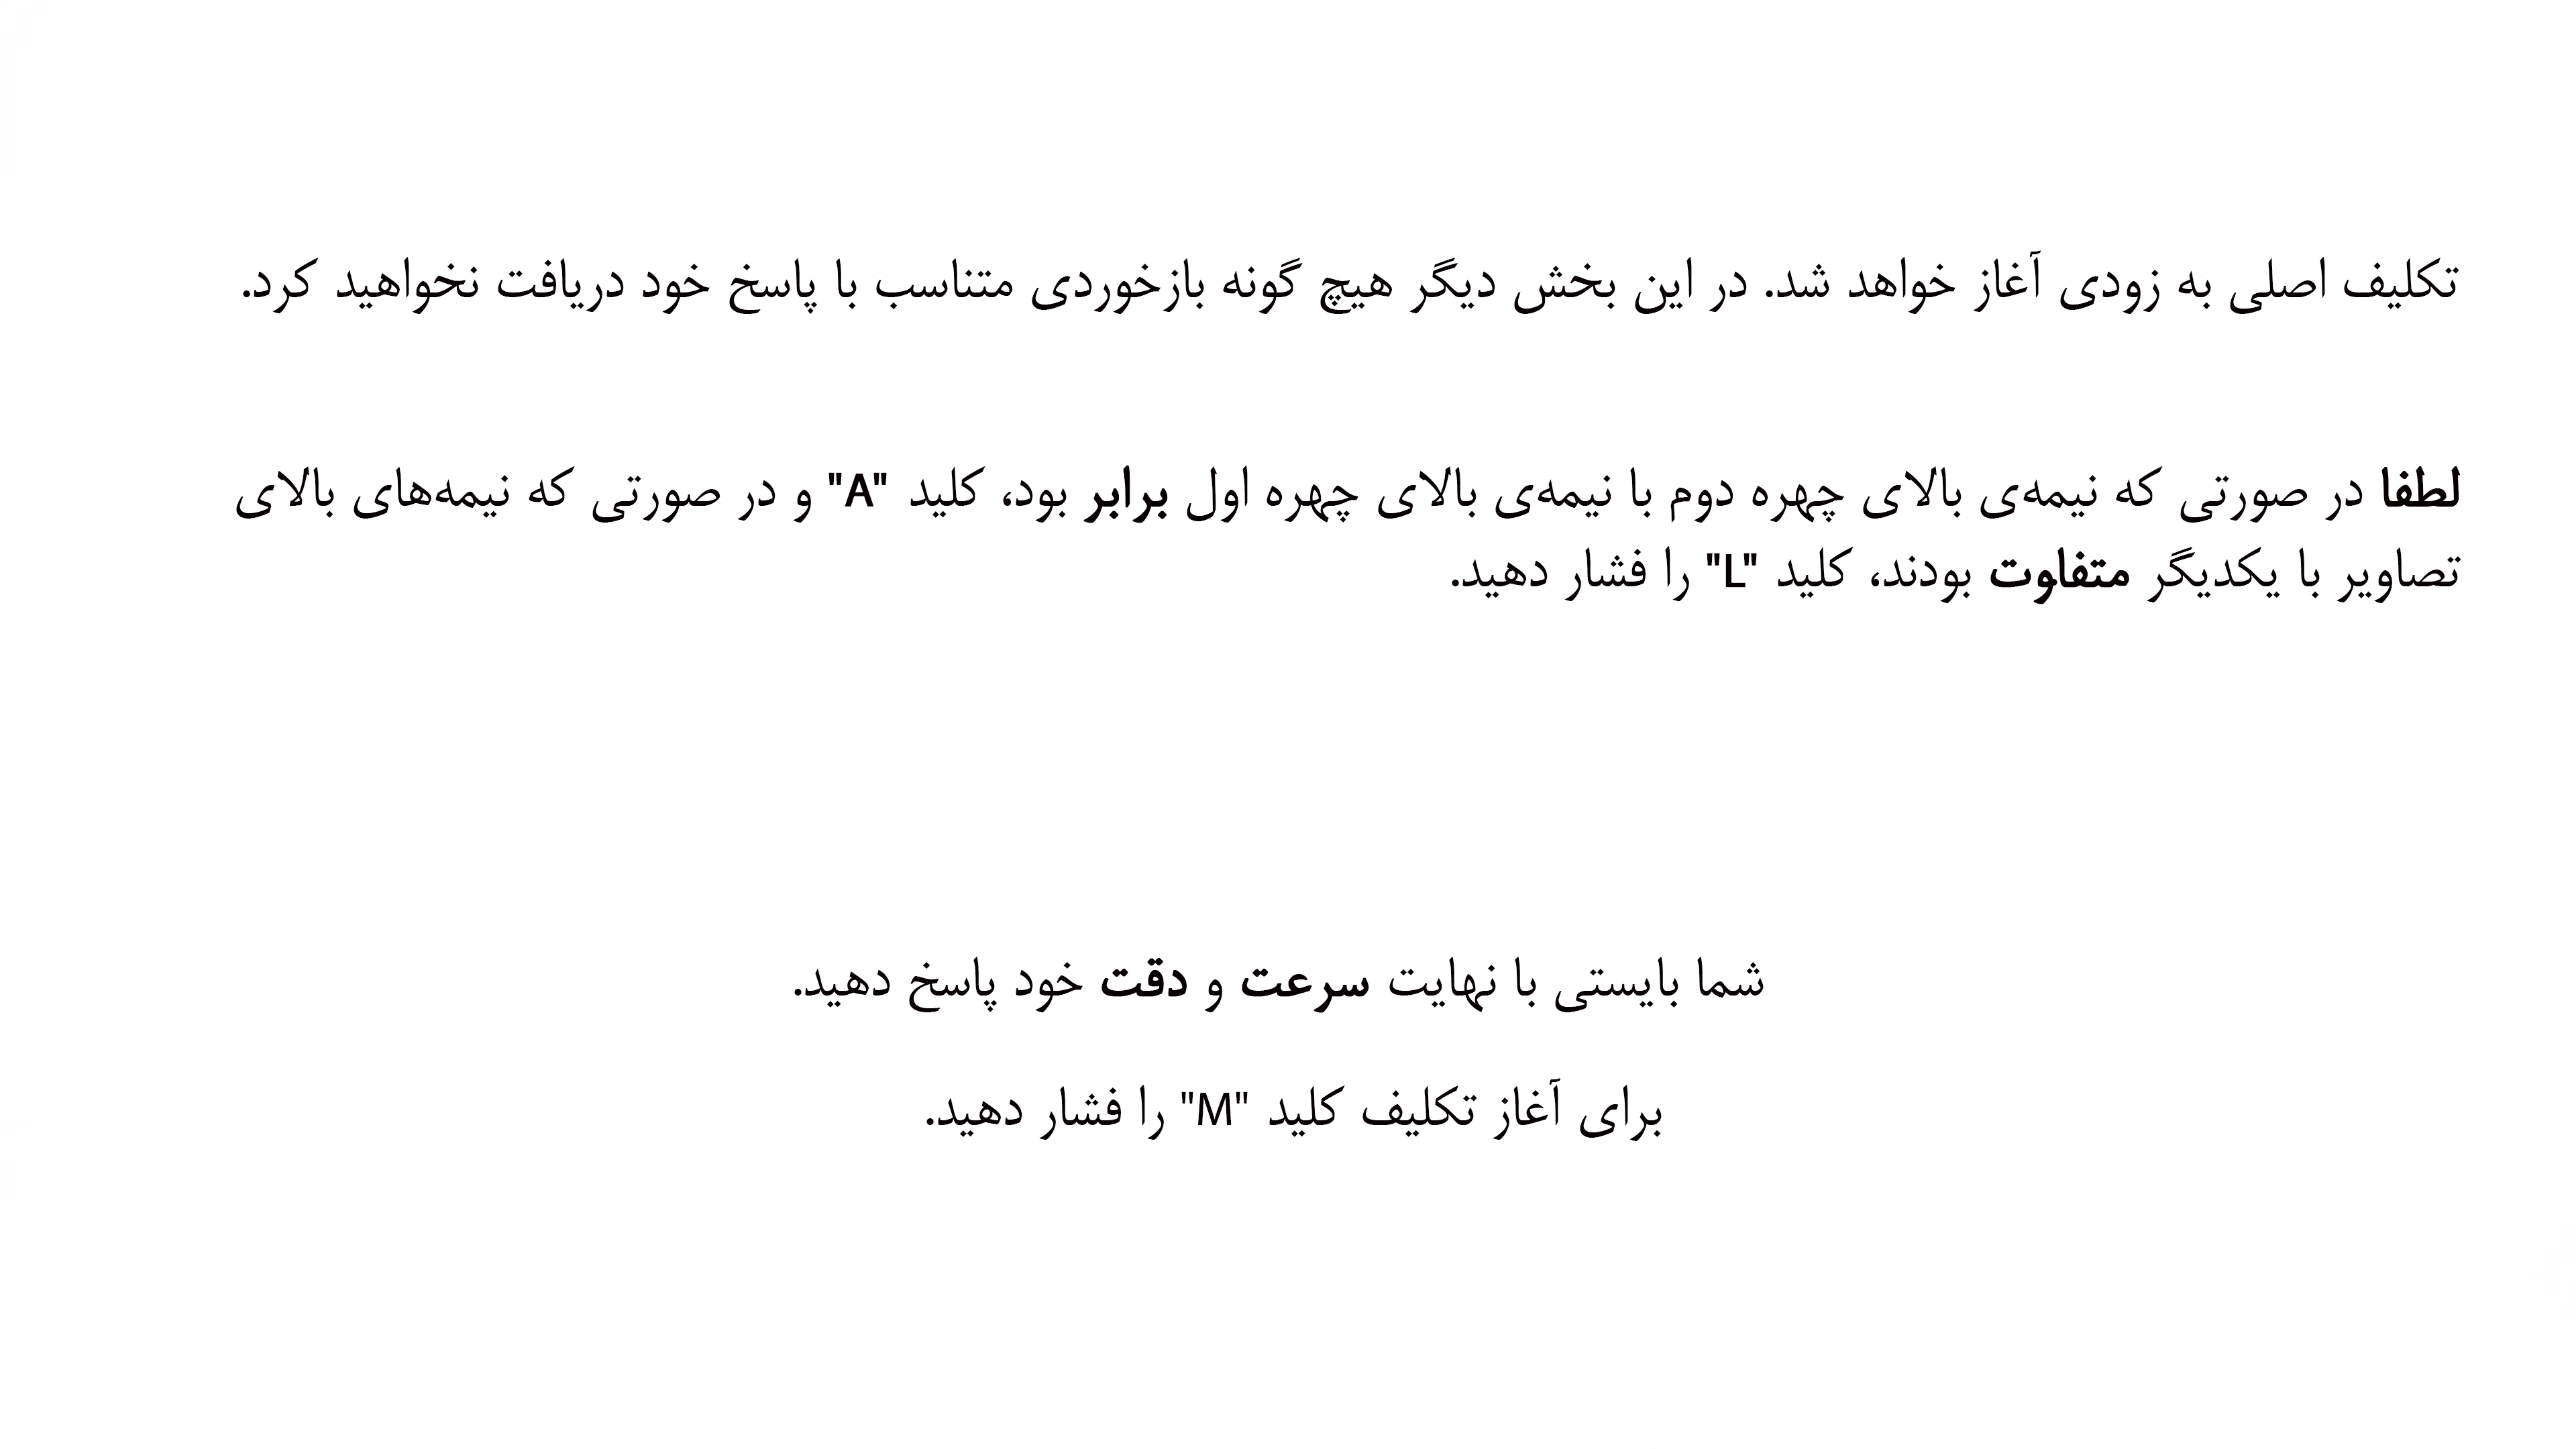 تکلیف اصلی به زودی آغاز خواهد شد. در این بخش دیگر هیچ گونه بازخوردی متناسب با پاسخ خود دریافت نخواهید کرد.
لطفا در صورتی که نیمه‌ی بالای چهره دوم با نیمه‌ی بالای چهره اول برابر بود، کلید "A" و در صورتی که نیمه‌های بالای
تصاویر با یکدیگر متفاوت بودند، کلید "L" را فشار دهید.
شما بایستی با نهایت سرعت و دقت خود پاسخ دهید.
برای آغاز تکلیف کلید "M" را فشار دهید.